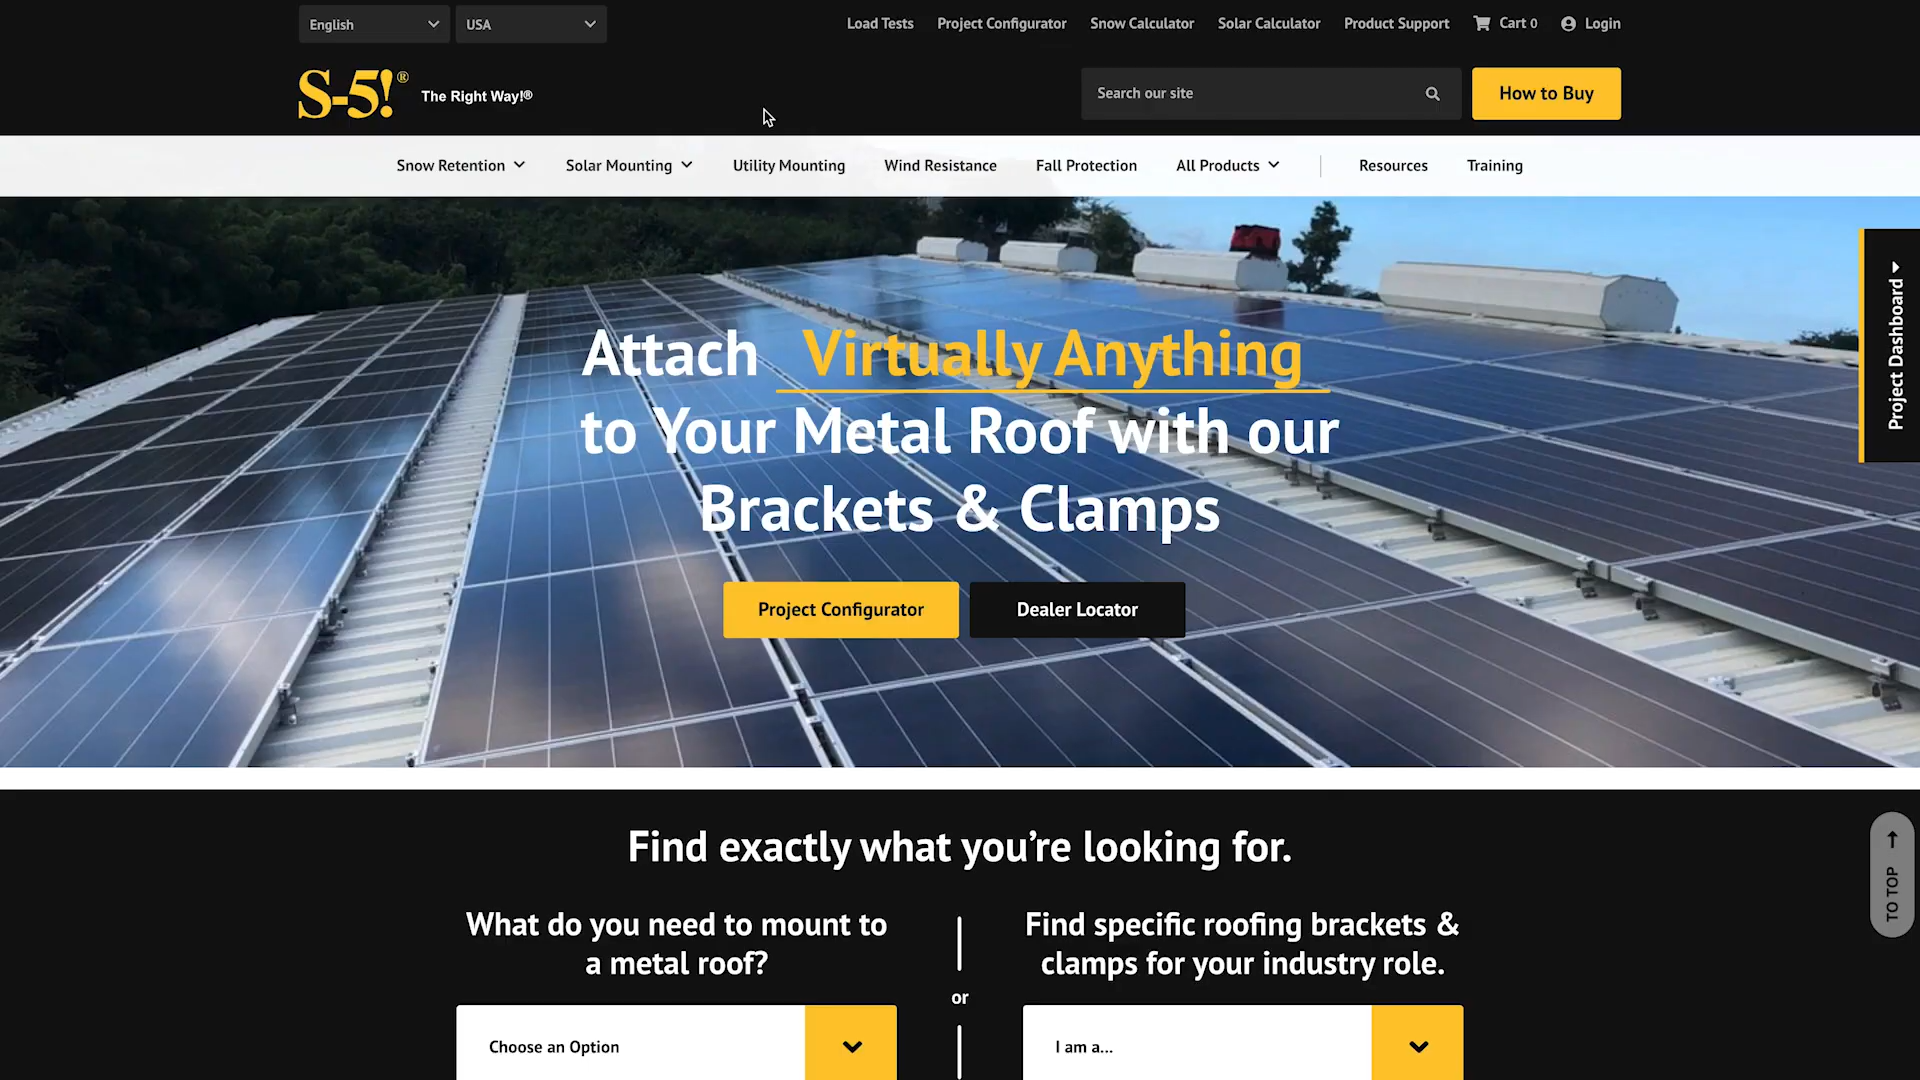 English
USA
Load Tests
Project Configurator
Snow Calculator
Solar Calculator
Product Support
Cart 0
Login
S-5!®
The Right Way!®
Search our site
How to Buy
Snow Retention
Solar Mounting
Utility Mounting
Wind Resistance
Fall Protection
All Products
Resources
Training
Project Dashboard
Attach Virtually Anything
to Your Metal Roof with our
Brackets & Clamps
Project Configurator
Dealer Locator
Find exactly what you’re looking for.
What do you need to mount to
a metal roof?
Choose an Option
or
Find specific roofing brackets &
clamps for your industry role.
I am a...
TO TOP